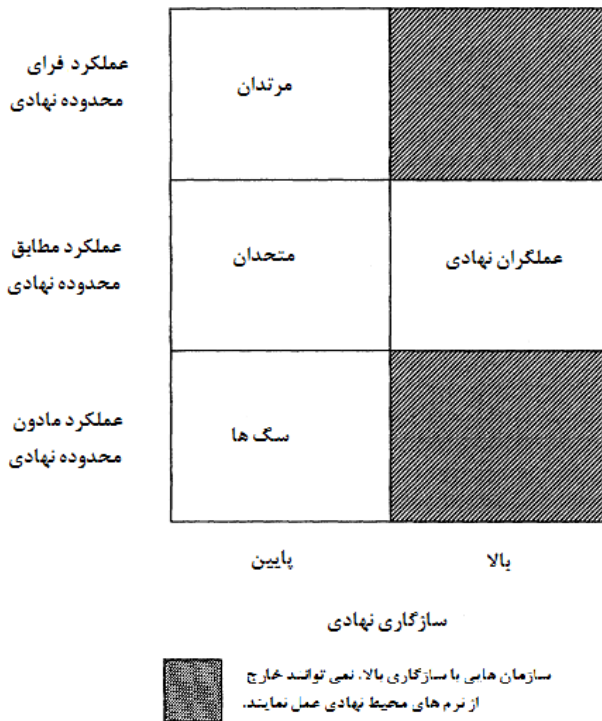 عملکرد فرای
محدوده نهادی
مرتدان
عملکرد مطابق
محدوده نهادی
متحدان
عملگران نهادی
عملکرد مادون
محدوده نهادی
سگ ها
بالا
پایین
سازگاری نهادی
سازمان هایی با سازگاری بالا، نمی توانند خارج
از نرم های محیط نهادی عمل نمایند.